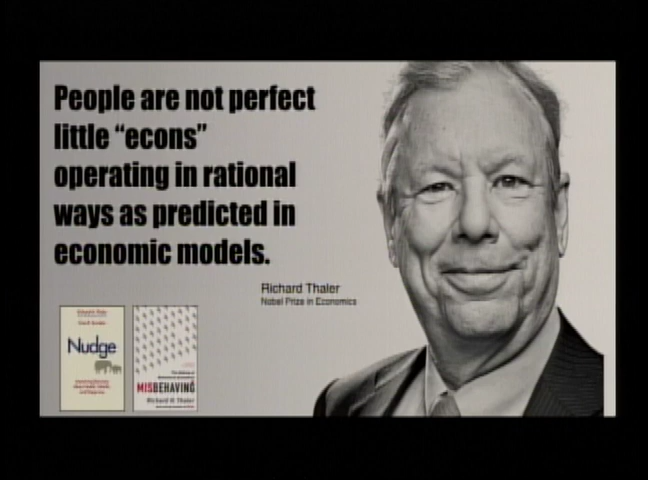 People are not perfect
little “econs”
operating in rational
ways as predicted in
economic models.
Richard Thaler
Nobel Prize in Economics
Nudge
MISBEHAVING
Richard H Thaler